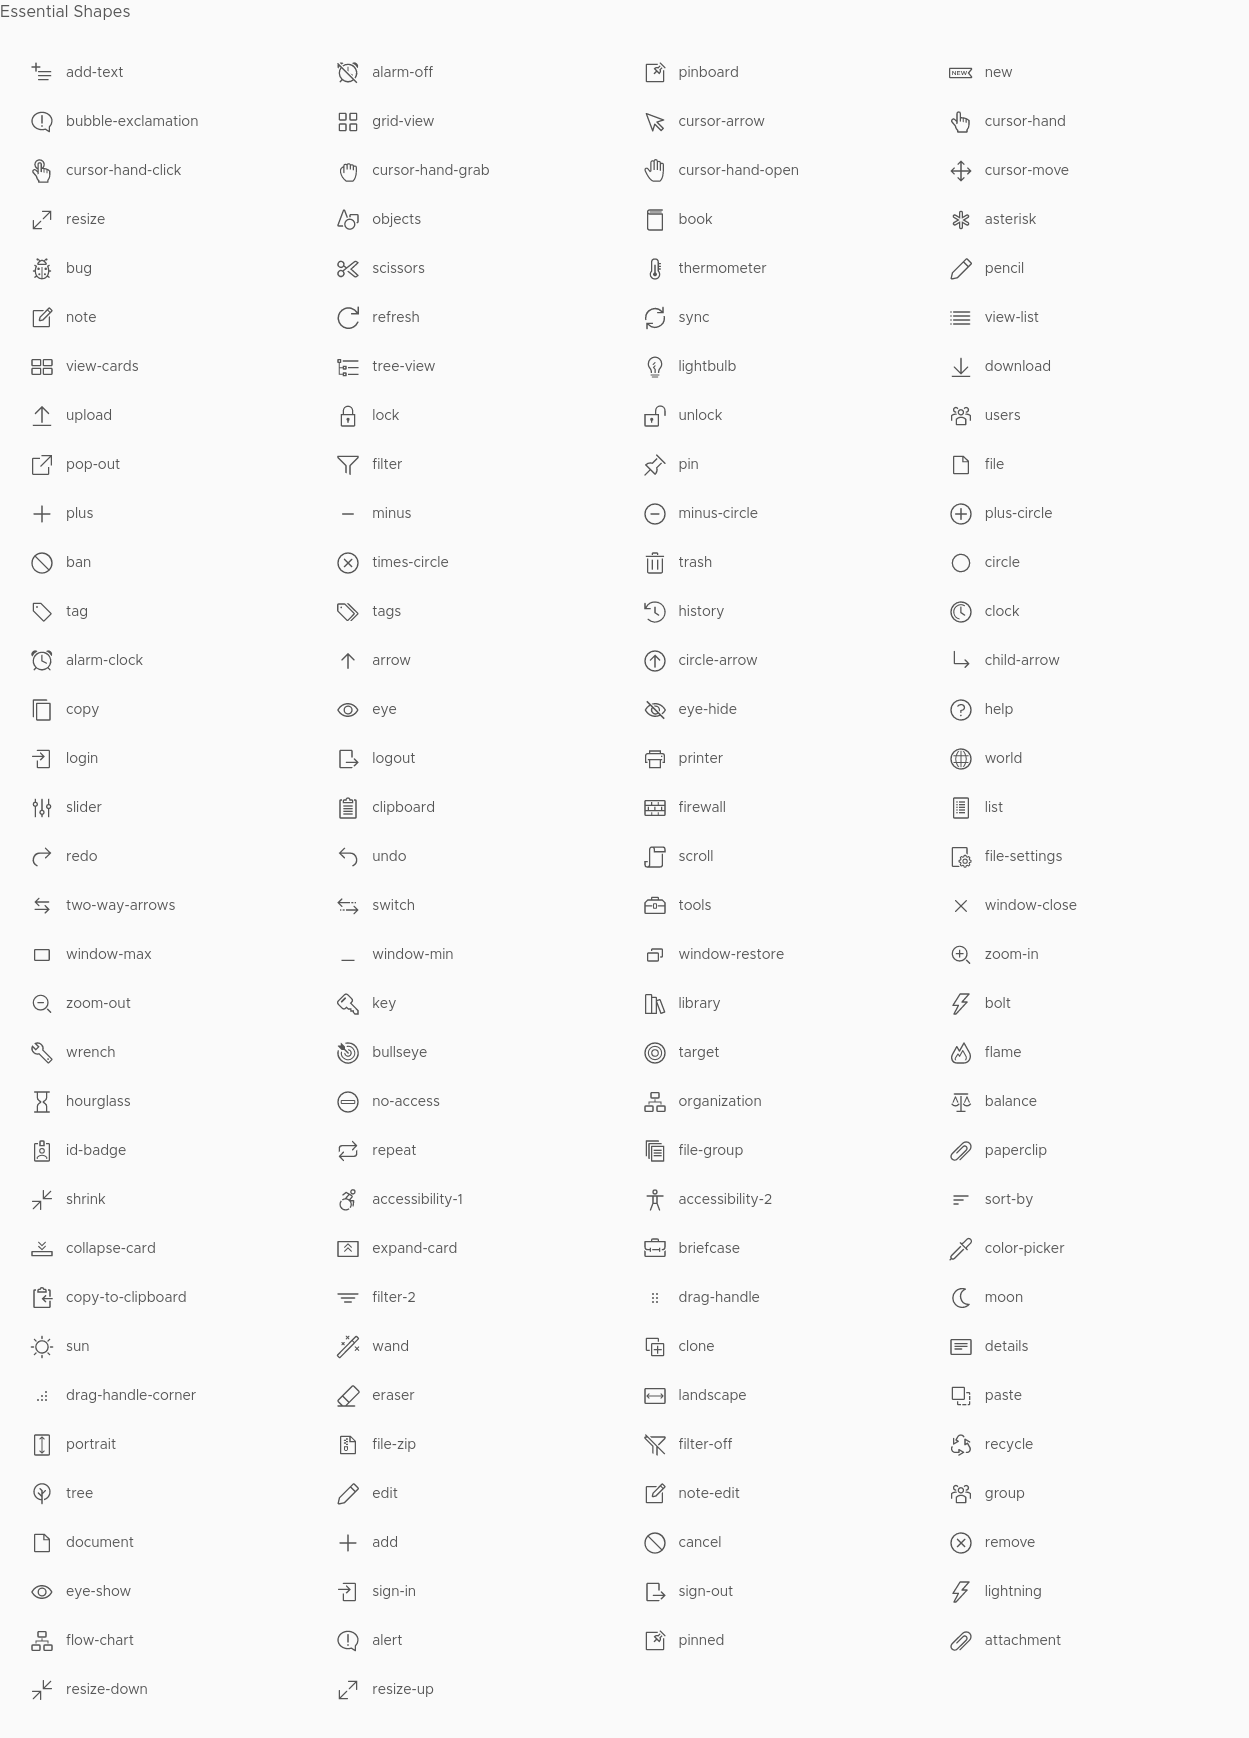 Essential Shapes
add-text alarm-off pinboard NEW new
bubble-exclamation grid-view cursor-arrow cursor-hand
cursor-hand-click cursor-hand-grab cursor-hand-open cursor-move
resize objects book asterisk
bug scissors thermometer pencil
note refresh sync view-list
view-cards tree-view lightbulb download
upload lock unlock users
pop-out filter pin file
plus minus minus-circle plus-circle
ban times-circle trash circle
tag tags history clock
alarm-clock arrow circle-arrow child-arrow
copy eye eye-hide help
login logout printer world
slider clipboard firewall list
redo undo scroll file-settings
two-way-arrows switch tools window-close
window-max window-min window-restore zoom-in
zoom-out key library bolt
wrench bullseye target flame
hourglass no-access organization balance
id-badge repeat file-group paperclip
shrink accessibility-1 accessibility-2 sort-by
collapse-card expand-card briefcase color-picker
copy-to-clipboard filter-2 drag-handle moon
sun wand clone details
drag-handle-corner eraser landscape paste
portrait file-zip filter-off recycle
tree edit note-edit group
document add cancel remove
eye-show sign-in sign-out lightning
flow-chart alert pinned attachment
resize-down resize-up